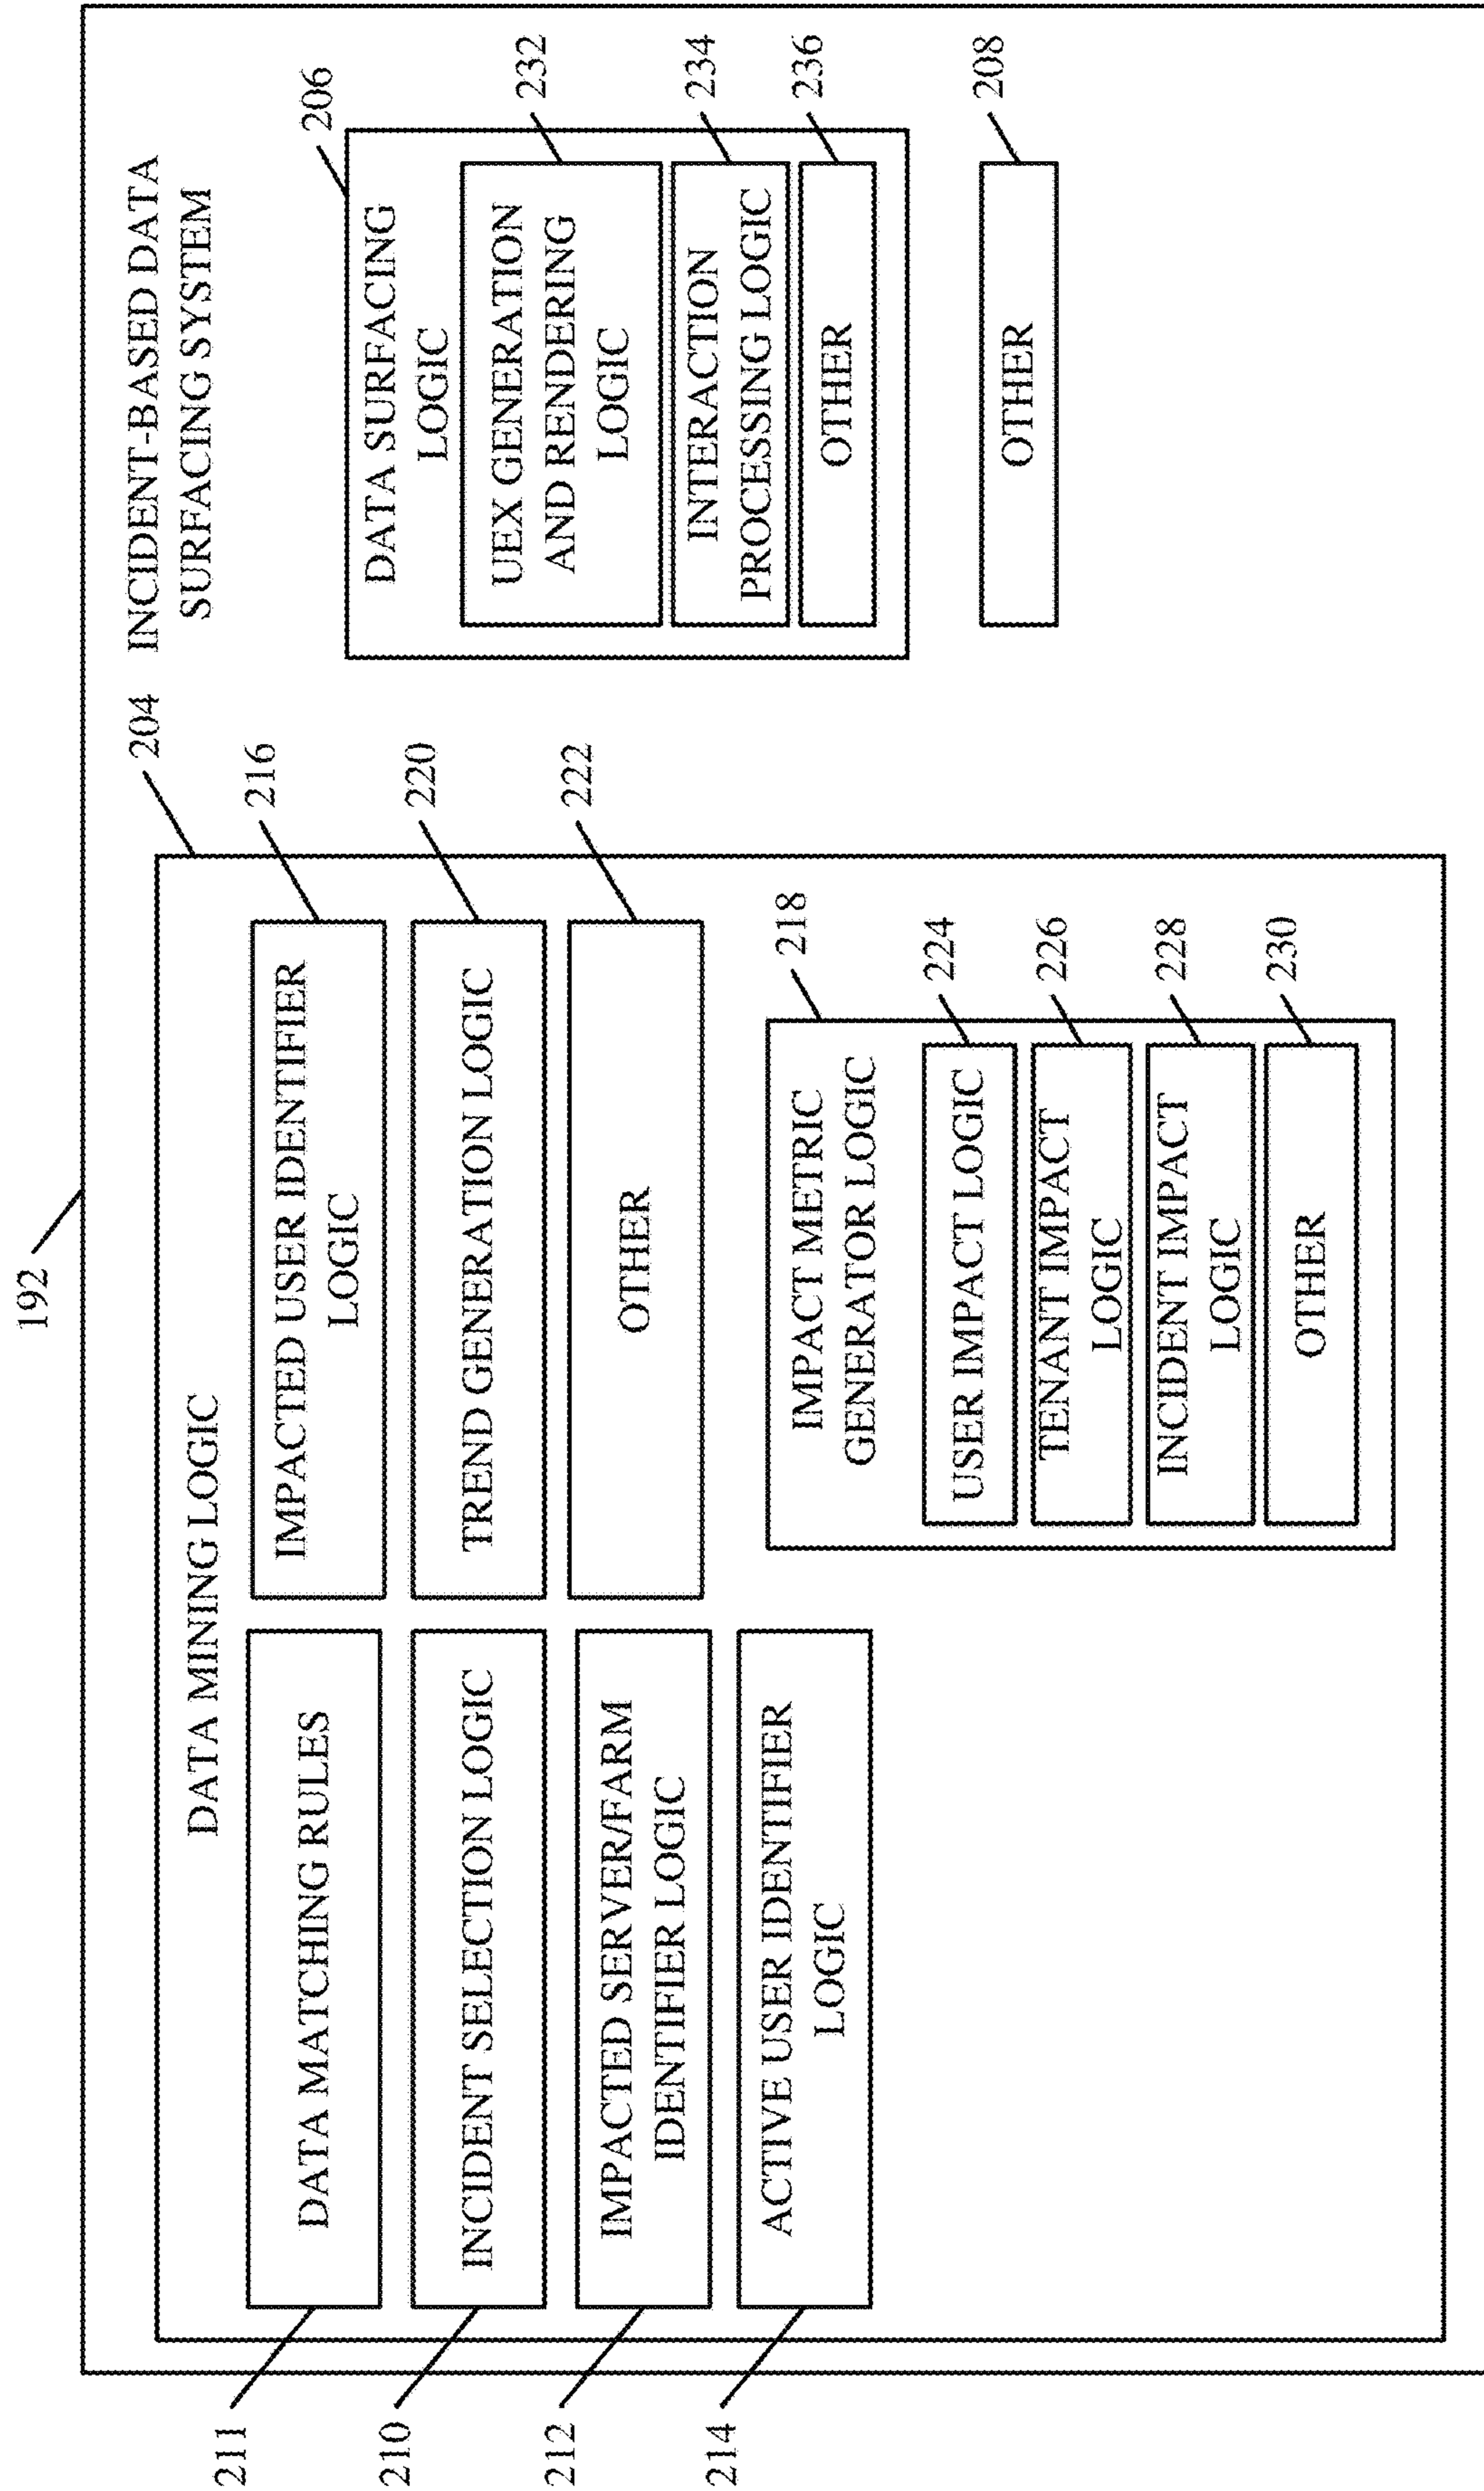 192
INCIDENT-BASED DATA
SURFACING SYSTEM
204
DATA MINING LOGIC
211
DATA MATCHING RULES
210
INCIDENT SELECTION LOGIC
212
IMPACTED SERVER/FARM
IDENTIFIER LOGIC
214
ACTIVE USER IDENTIFIER
LOGIC
216
IMPACTED USER IDENTIFIER
LOGIC
220
TREND GENERATION LOGIC
222
OTHER
218
IMPACT METRIC
GENERATOR LOGIC
224
USER IMPACT LOGIC
226
TENANT IMPACT
LOGIC
228
INCIDENT IMPACT
LOGIC
230
OTHER
206
DATA SURFACING
LOGIC
232
UEX GENERATION
AND RENDERING
LOGIC
234
INTERACTION
PROCESSING LOGIC
236
OTHER
208
OTHER